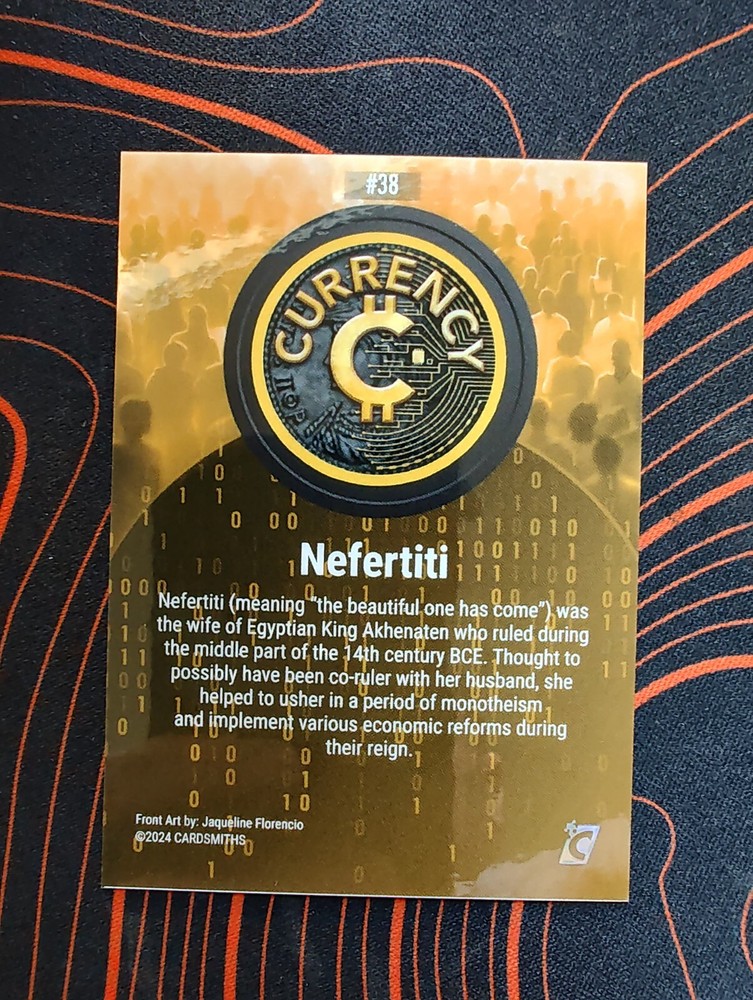 #38
CURRENCY
Nefertiti
Nefertiti (meaning "the beautiful one has come") was
the wife of Egyptian King Akhenaten who ruled during
the middle part of the 14th century BCE. Thought to
possibly have been co-ruler with her husband, she
helped to usher in a period of monotheism
and implement various economic reforms during
their reign.
Front Art by: Jaqueline Florencio
©2024 CARDSMITHS